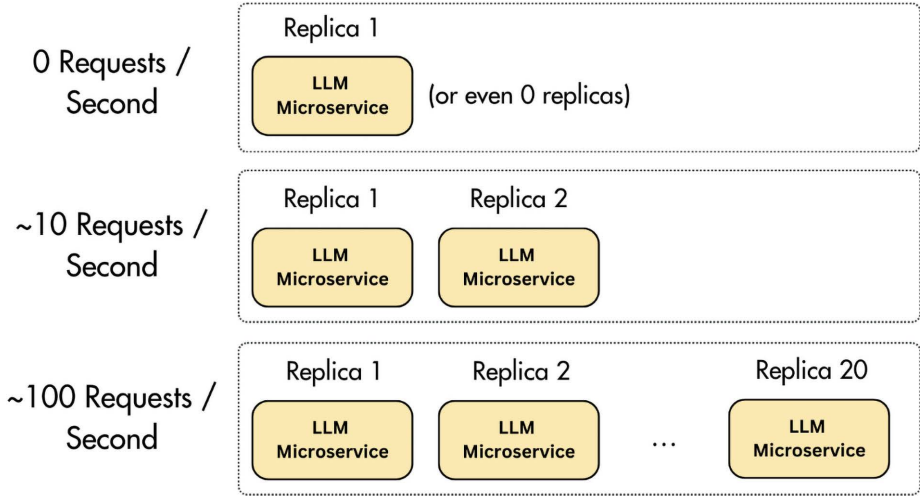 0 Requests /
Second
Replica 1
LLM
Microservice
(or even 0 replicas)
~10 Requests /
Second
Replica 1
Replica 2
LLM
Microservice
LLM
Microservice
~100 Requests /
Second
Replica 1
Replica 2
Replica 20
LLM
Microservice
LLM
Microservice
...
LLM
Microservice